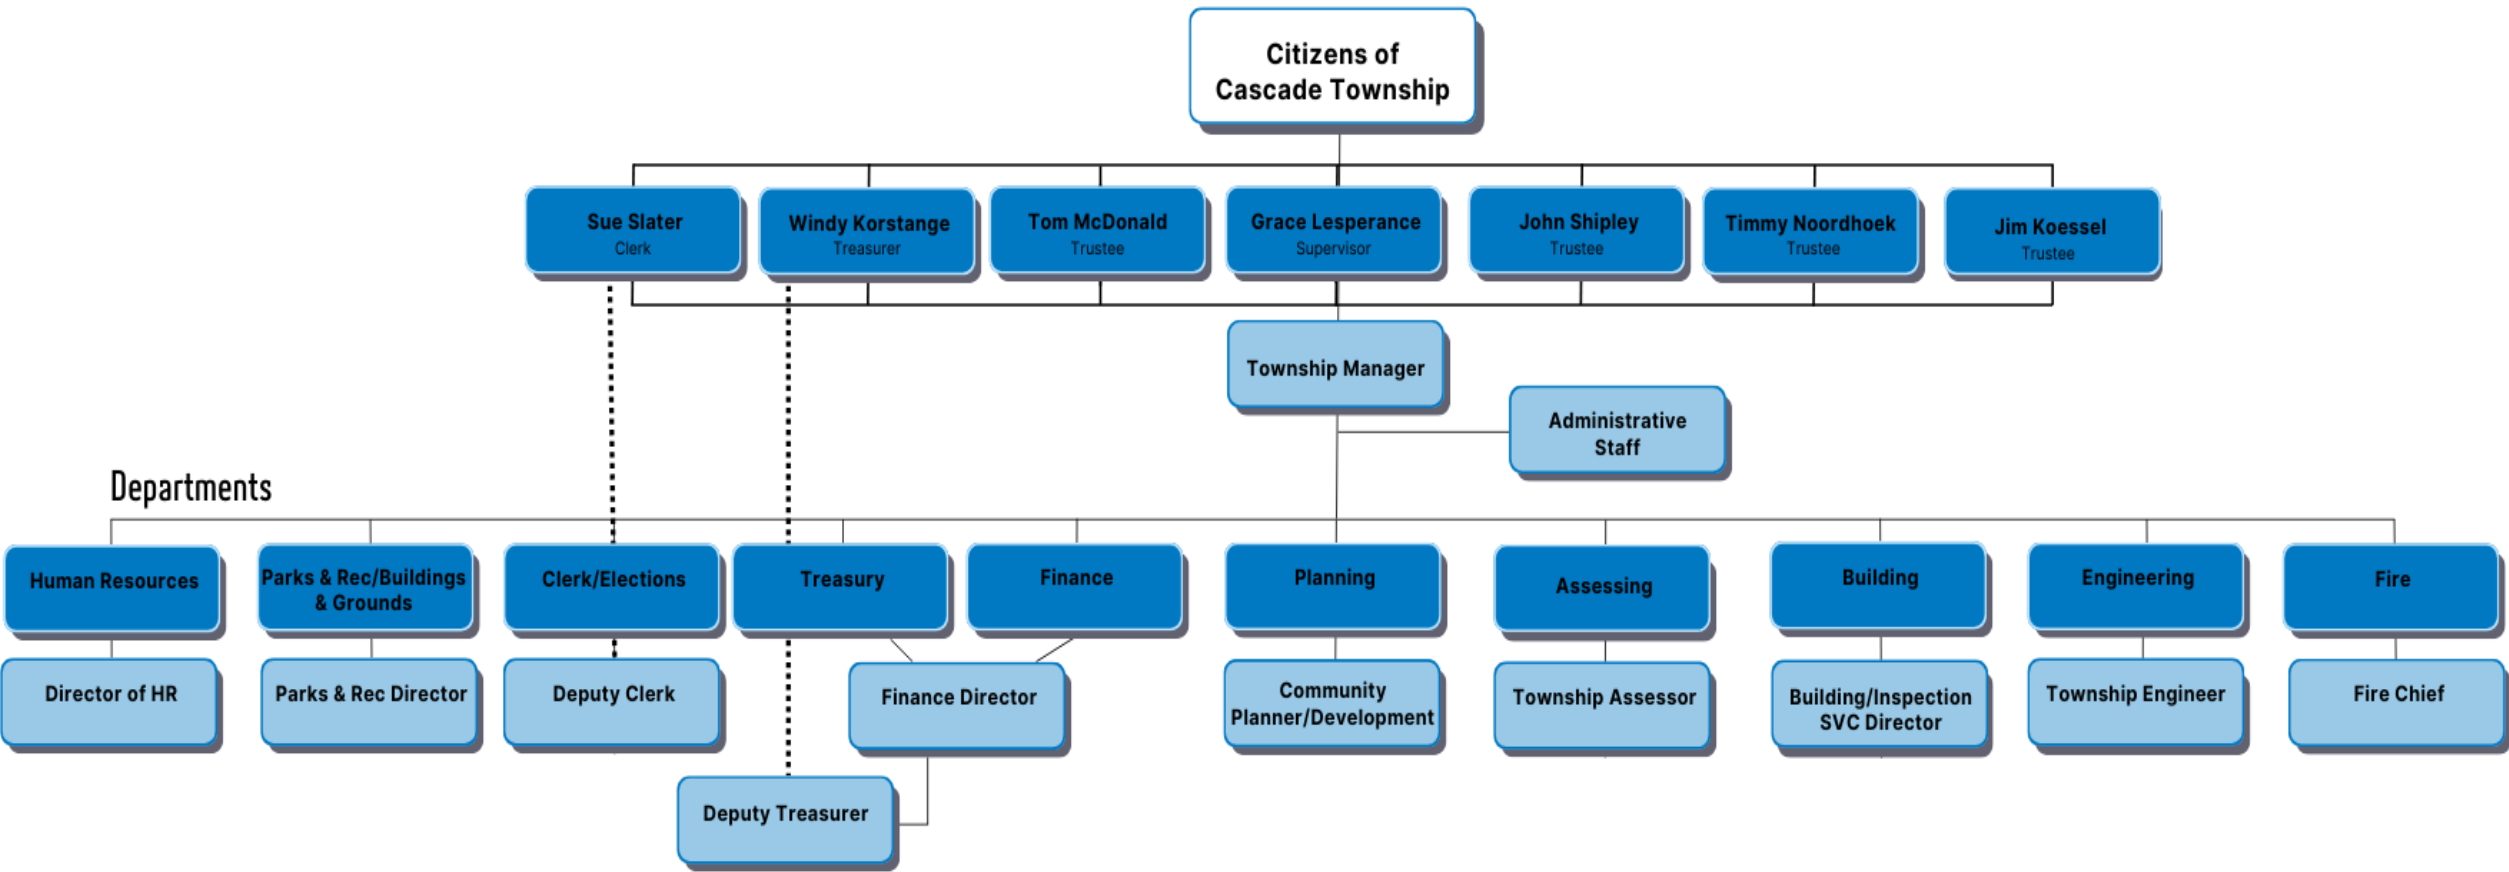 Citizens of
Cascade Township
Sue Slater
Clerk
Windy Korstange
Treasurer
Tom McDonald
Trustee
Grace Lesperance
Supervisor
John Shipley
Trustee
Timmy Noordhoek
Trustee
Jim Koessel
Trustee
Township Manager
Administrative
Staff
Departments
Human Resources
Parks & Rec/Buildings
& Grounds
Clerk/Elections
Treasury
Finance
Planning
Assessing
Building
Engineering
Fire
Director of HR
Parks & Rec Director
Deputy Clerk
Finance Director
Community
Planner/Development
Township Assessor
Building/Inspection
SVC Director
Township Engineer
Fire Chief
Deputy Treasurer